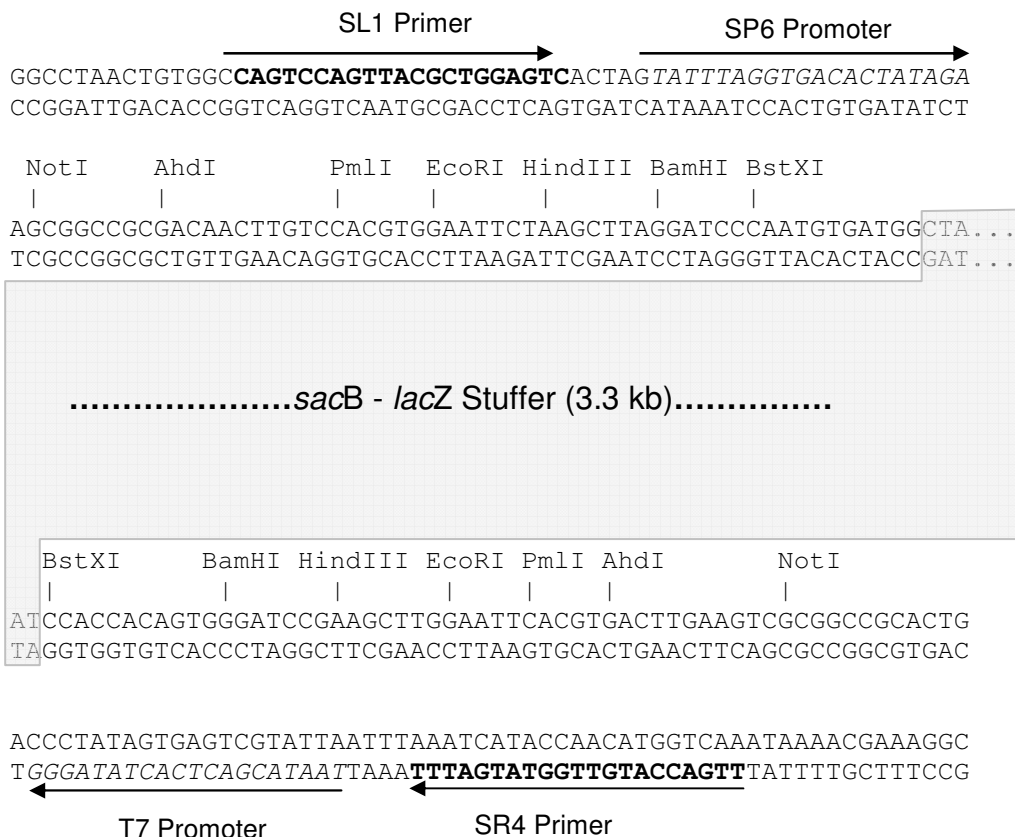 SL1 Primer SP6 Promoter
GGCCTAACTGTGGCCAGTCCAGTTACGCTGGAGTCACTAGTATTTAGGTGACACTATAGA
CCGGATTGACACCGGTCAGGTCAATGCGACCTCAGTGATCATAAATCCACTGTGATATCT
NotI AhdI PmlI EcoRI HindIII BamHI BstXI
| | | | | | |
AGCGGCCGCGACAACTTGTCCACGTGGAATTCTAAGCTTAGGATCCCAATGTGATGGCTA...
TCGCCGGCGCTGTTGAACAGGTGCACCTTAAGATTCGAATCCTAGGGTTACACTACCGAT...
.....................sacB - lacZ Stuffer (3.3 kb)...............
BstXI BamHI HindIII EcoRI PmlI AhdI NotI
| | | | | | |
ATCCACCACAGTGGGATCCGAAGCTTGGAATTCACGTGACTTGAAGTCGCGGCCGCACTG
TAGGTGGTGTCACCCTAGGCTTCGAACCTTAAGTGCACTGAACTTCAGCGCCGGCGTGAC
ACCCTATAGTGAGTCGTATTAATTTAAATCATACCAACATGGTCAAATAAAACGAAAGGC
TGGGATATCACTCAGCATAATTAAATTTAGTATGGTTGTACCAGTTTATTTTGCTTTCCG
T7 Promoter SR4 Primer